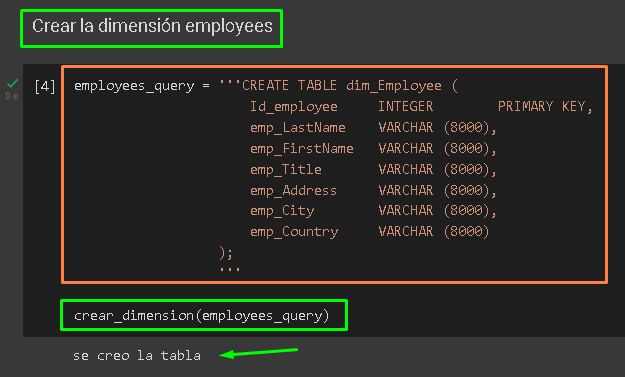 Crear la dimensión employees
[4] employees_query = '''CREATE TABLE dim_Employee (
Id_employee INTEGER PRIMARY KEY,
emp_LastName VARCHAR (8000),
emp_FirstName VARCHAR (8000),
emp_Title VARCHAR (8000),
emp_Address VARCHAR (8000),
emp_City VARCHAR (8000),
emp_Country VARCHAR (8000)
);
'''
crear_dimension(employees_query)
se creo la tabla